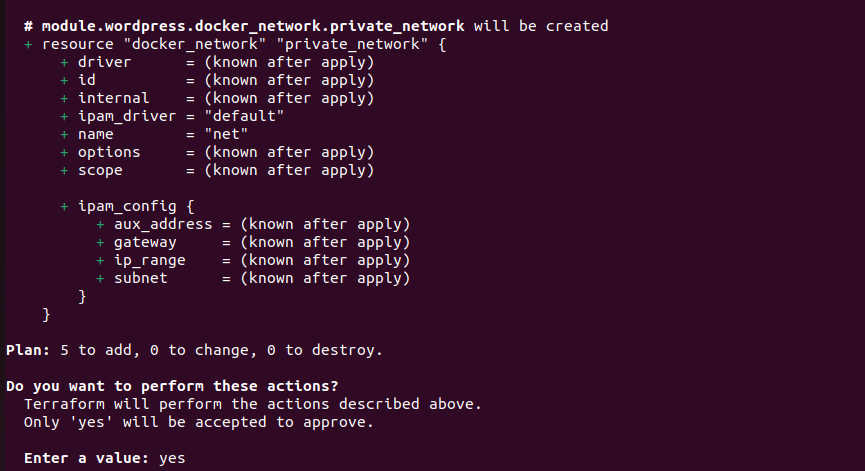 # module.wordpress.docker_network.private_network will be created
+ resource "docker_network" "private_network" {
+ driver = (known after apply)
+ id = (known after apply)
+ internal = (known after apply)
+ ipam_driver = "default"
+ name = "net"
+ options = (known after apply)
+ scope = (known after apply)
+ ipam_config {
+ aux_address = (known after apply)
+ gateway = (known after apply)
+ ip_range = (known after apply)
+ subnet = (known after apply)
}
}
Plan: 5 to add, 0 to change, 0 to destroy.
Do you want to perform these actions?
Terraform will perform the actions described above.
Only 'yes' will be accepted to approve.
Enter a value: yes